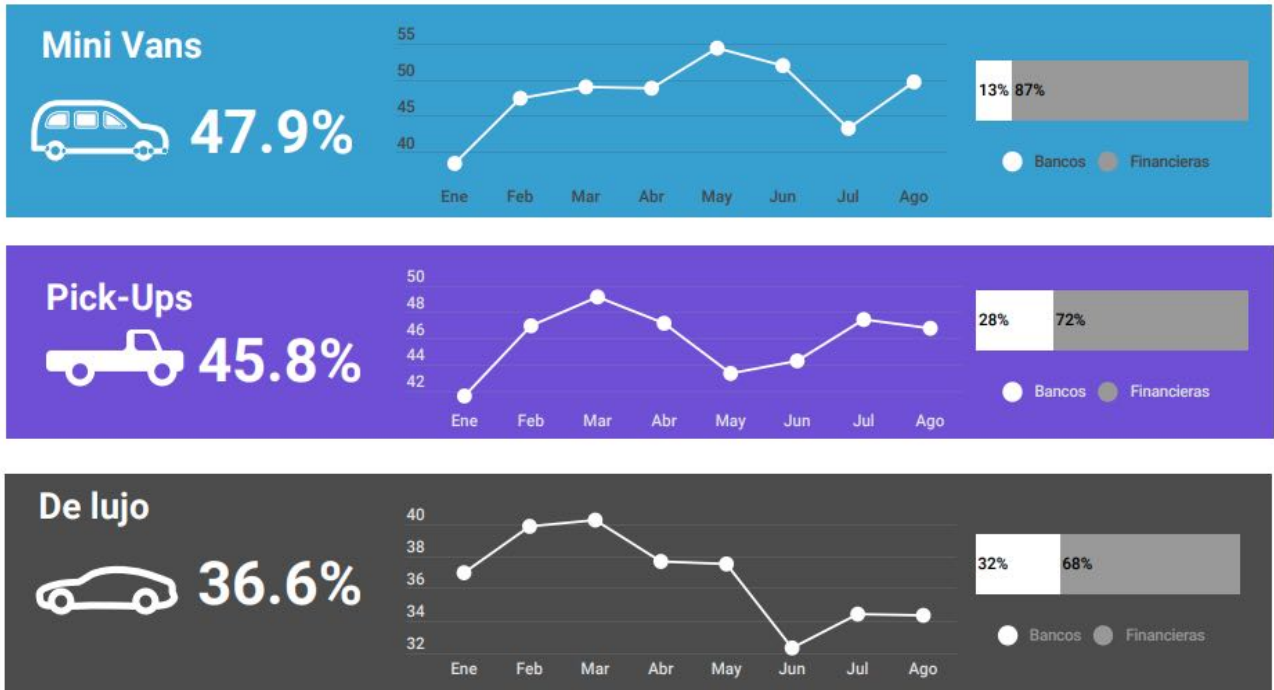 Mini Vans
47.9%
55
50
45
40
Ene Feb Mar Abr May Jun Jul Ago
13% 87%
Bancos Financieras
Pick-Ups
45.8%
50
48
46
44
42
Ene Feb Mar Abr May Jun Jul Ago
28% 72%
Bancos Financieras
De lujo
36.6%
40
38
36
34
32
Ene Feb Mar Abr May Jun Jul Ago
32% 68%
Bancos Financieras